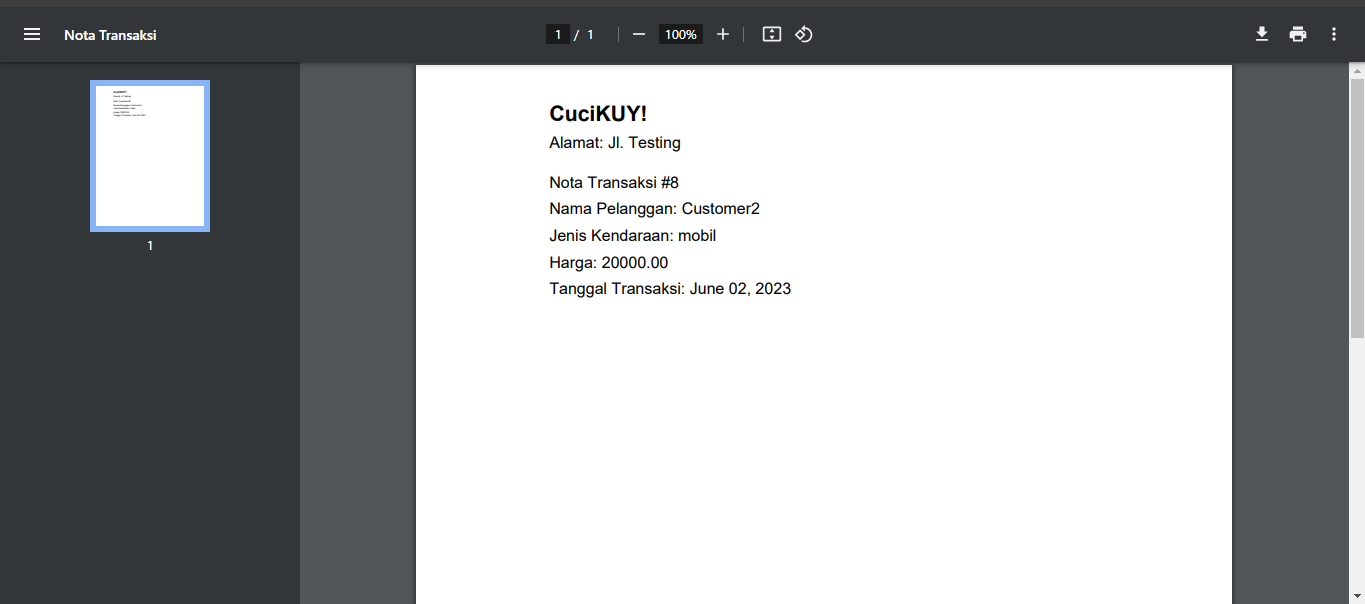 Nota Transaksi
1 / 1
100%
CuciKUY!
Alamat: Jl. Testing
Nota Transaksi #8
Nama Pelanggan: Customer2
Jenis Kendaraan: mobil
Harga: 20000.00
Tanggal Transaksi: June 02, 2023
1